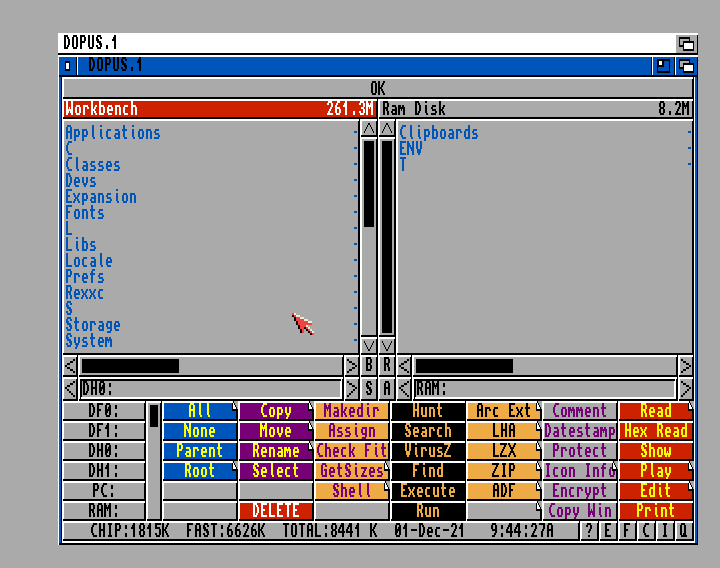 DOPUS.1
DOPUS.1
OK
Workbench 261.3M Ram Disk 8.2M
Applications - Clipboards -
C - ENV -
Classes - T -
Devs -
Expansion -
Fonts -
L -
Libs -
Locale -
Prefs -
Rexxc -
S -
Storage -
System -
< > B R < >
< DH0: > S A < RAM: >
DF0: All Copy Makedir Hunt Arc Ext Comment Read
DF1: None Move Assign Search LHA Datestamp Hex Read
DH0: Parent Rename Check Fit VirusZ LZX Protect Show
DH1: Root Select GetSizes Find ZIP Icon Info Play
PC: Shell Execute ADF Encrypt Edit
RAM: DELETE Run Copy Win Print
CHIP:1815K FAST:6626K TOTAL:8441 K 01-Dec-21 9:44:27A ? E F C I Q